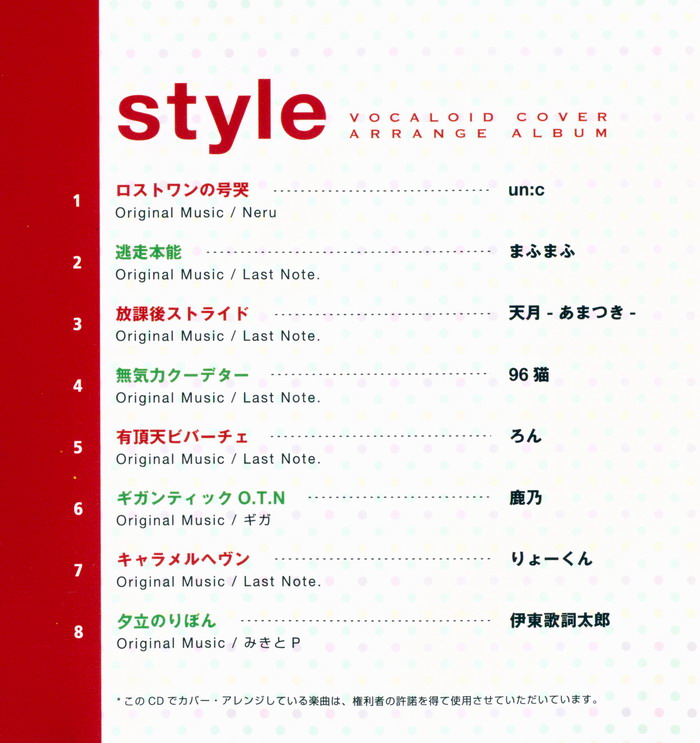 style
VOCALOID COVER
ARRANGE ALBUM
1 ロストワンの号哭 un:c
Original Music / Neru
2 逃走本能 まふまふ
Original Music / Last Note.
3 放課後ストライド 天月 - あまつき -
Original Music / Last Note.
4 無気力クーデター 96 猫
Original Music / Last Note.
5 有頂天ビバーチェ ろん
Original Music / Last Note.
6 ギガンティック O.T.N 鹿乃
Original Music / ギガ
7 キャラメルヘヴン りょーくん
Original Music / Last Note.
8 夕立のりぼん 伊東歌詞太郎
Original Music / みきと P
* この CD でカバー・アレンジしている楽曲は、権利者の許諾を得て使用させていただいています。